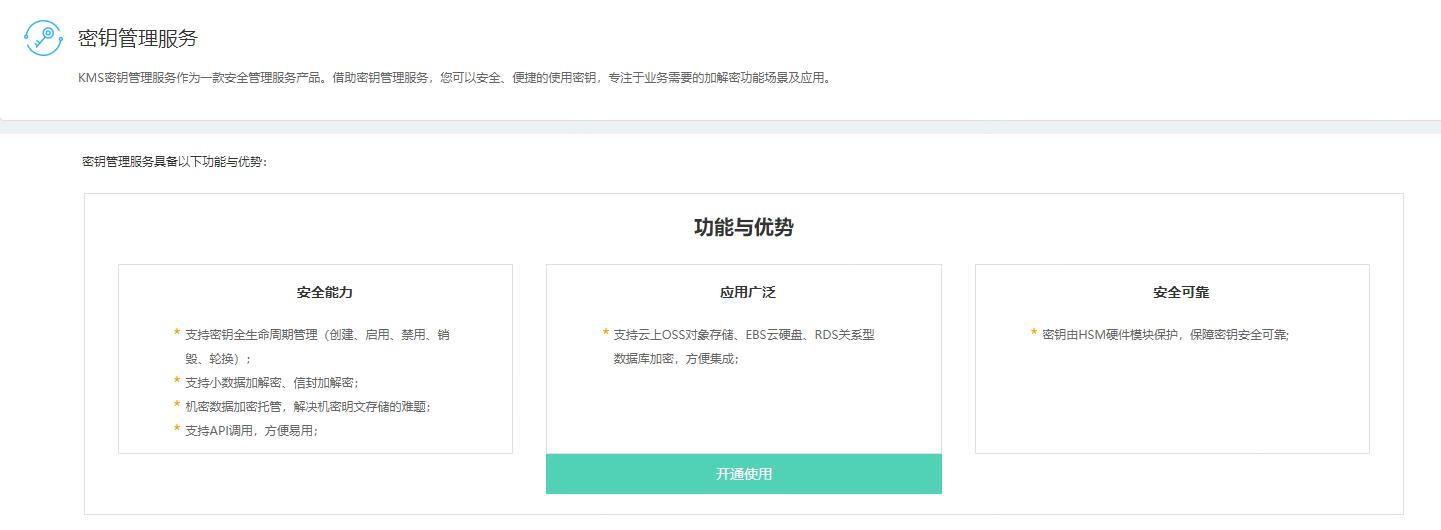 密钥管理服务
KMS密钥管理服务作为一款安全管理服务产品。借助密钥管理服务，您可以安全、便捷的使用密钥，专注于业务需要的加解密功能场景及应用。
密钥管理服务具备以下功能与优势：
功能与优势
安全能力
* 支持密钥全生命周期管理（创建、启用、禁用、销
毁、轮换）；
* 支持小数据加解密、信封加解密；
* 机密数据加密托管，解决机密明文存储的难题；
* 支持API调用，方便易用；
应用广泛
* 支持云上OSS对象存储、EBS云硬盘、RDS关系型
数据库加密，方便集成；
开通使用
安全可靠
* 密钥由HSM硬件模块保护，保障密钥安全可靠;